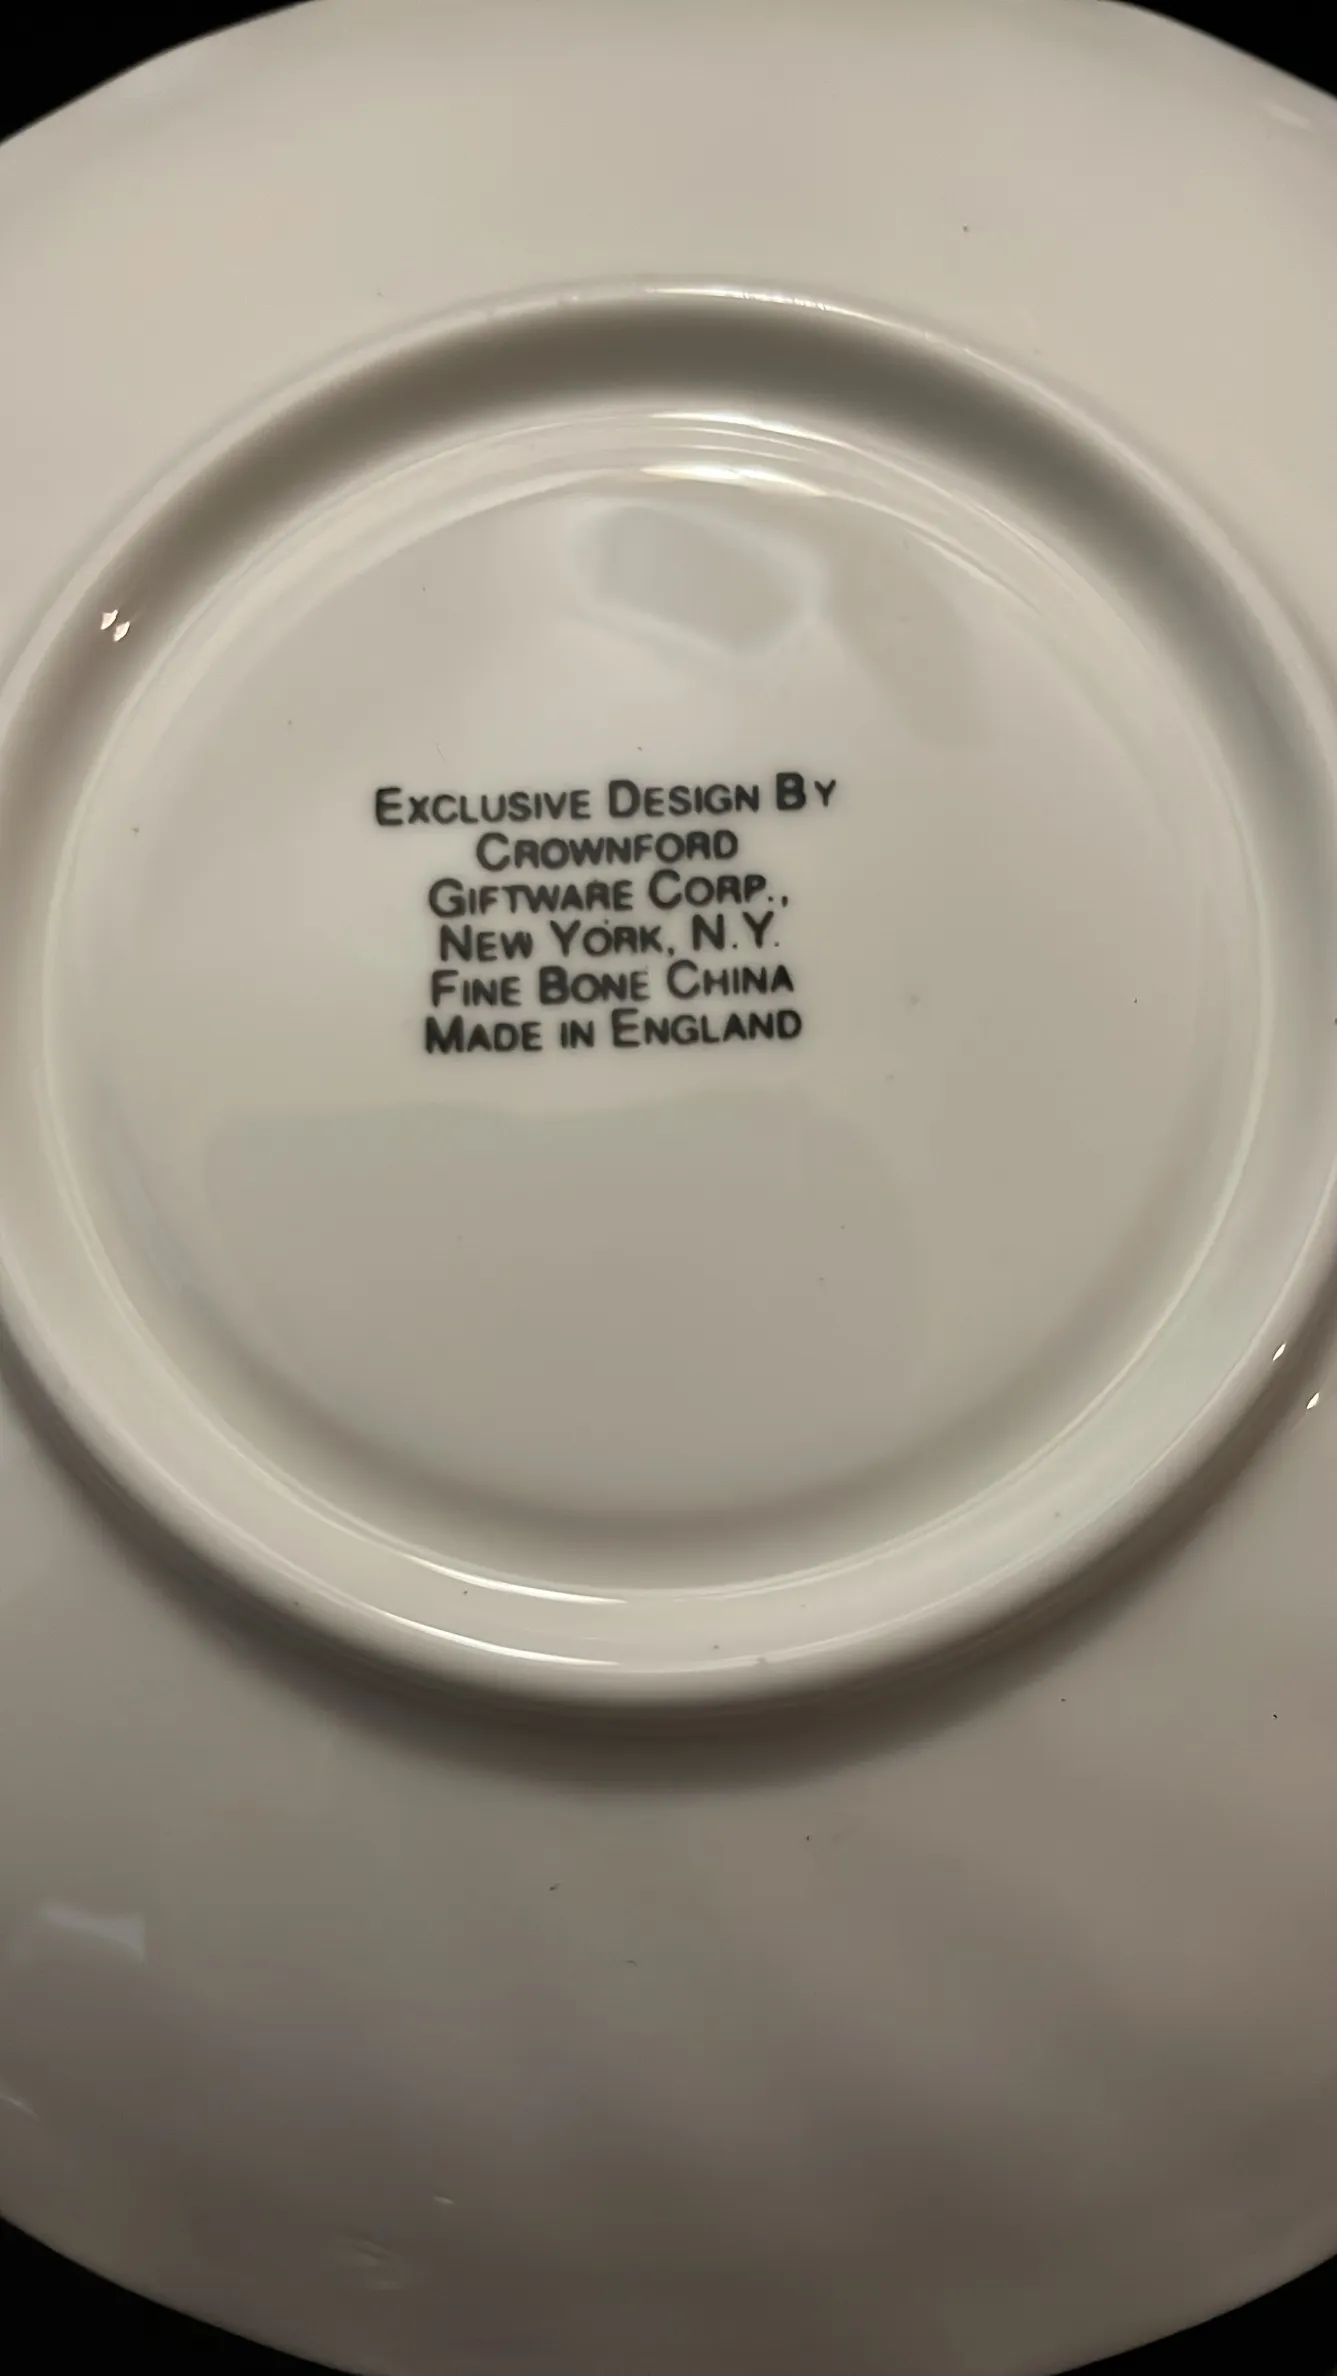 EXCLUSIVE DESIGN BY
CROWNFORD
GIFTWARE CORP.,
NEW YORK, N.Y.
FINE BONE CHINA
MADE IN ENGLAND